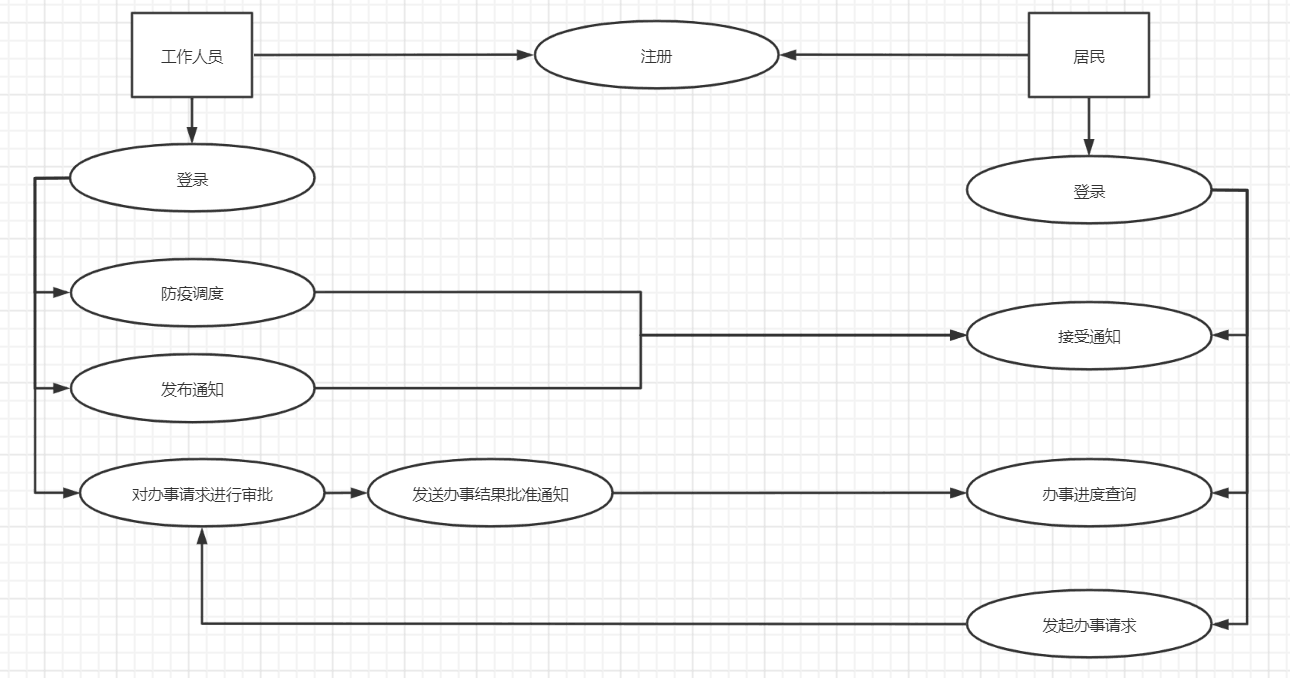 工作人员
注册
居民
登录
登录
防疫调度
接受通知
发布通知
对办事请求进行审批
发送办事结果批准通知
办事进度查询
发起办事请求